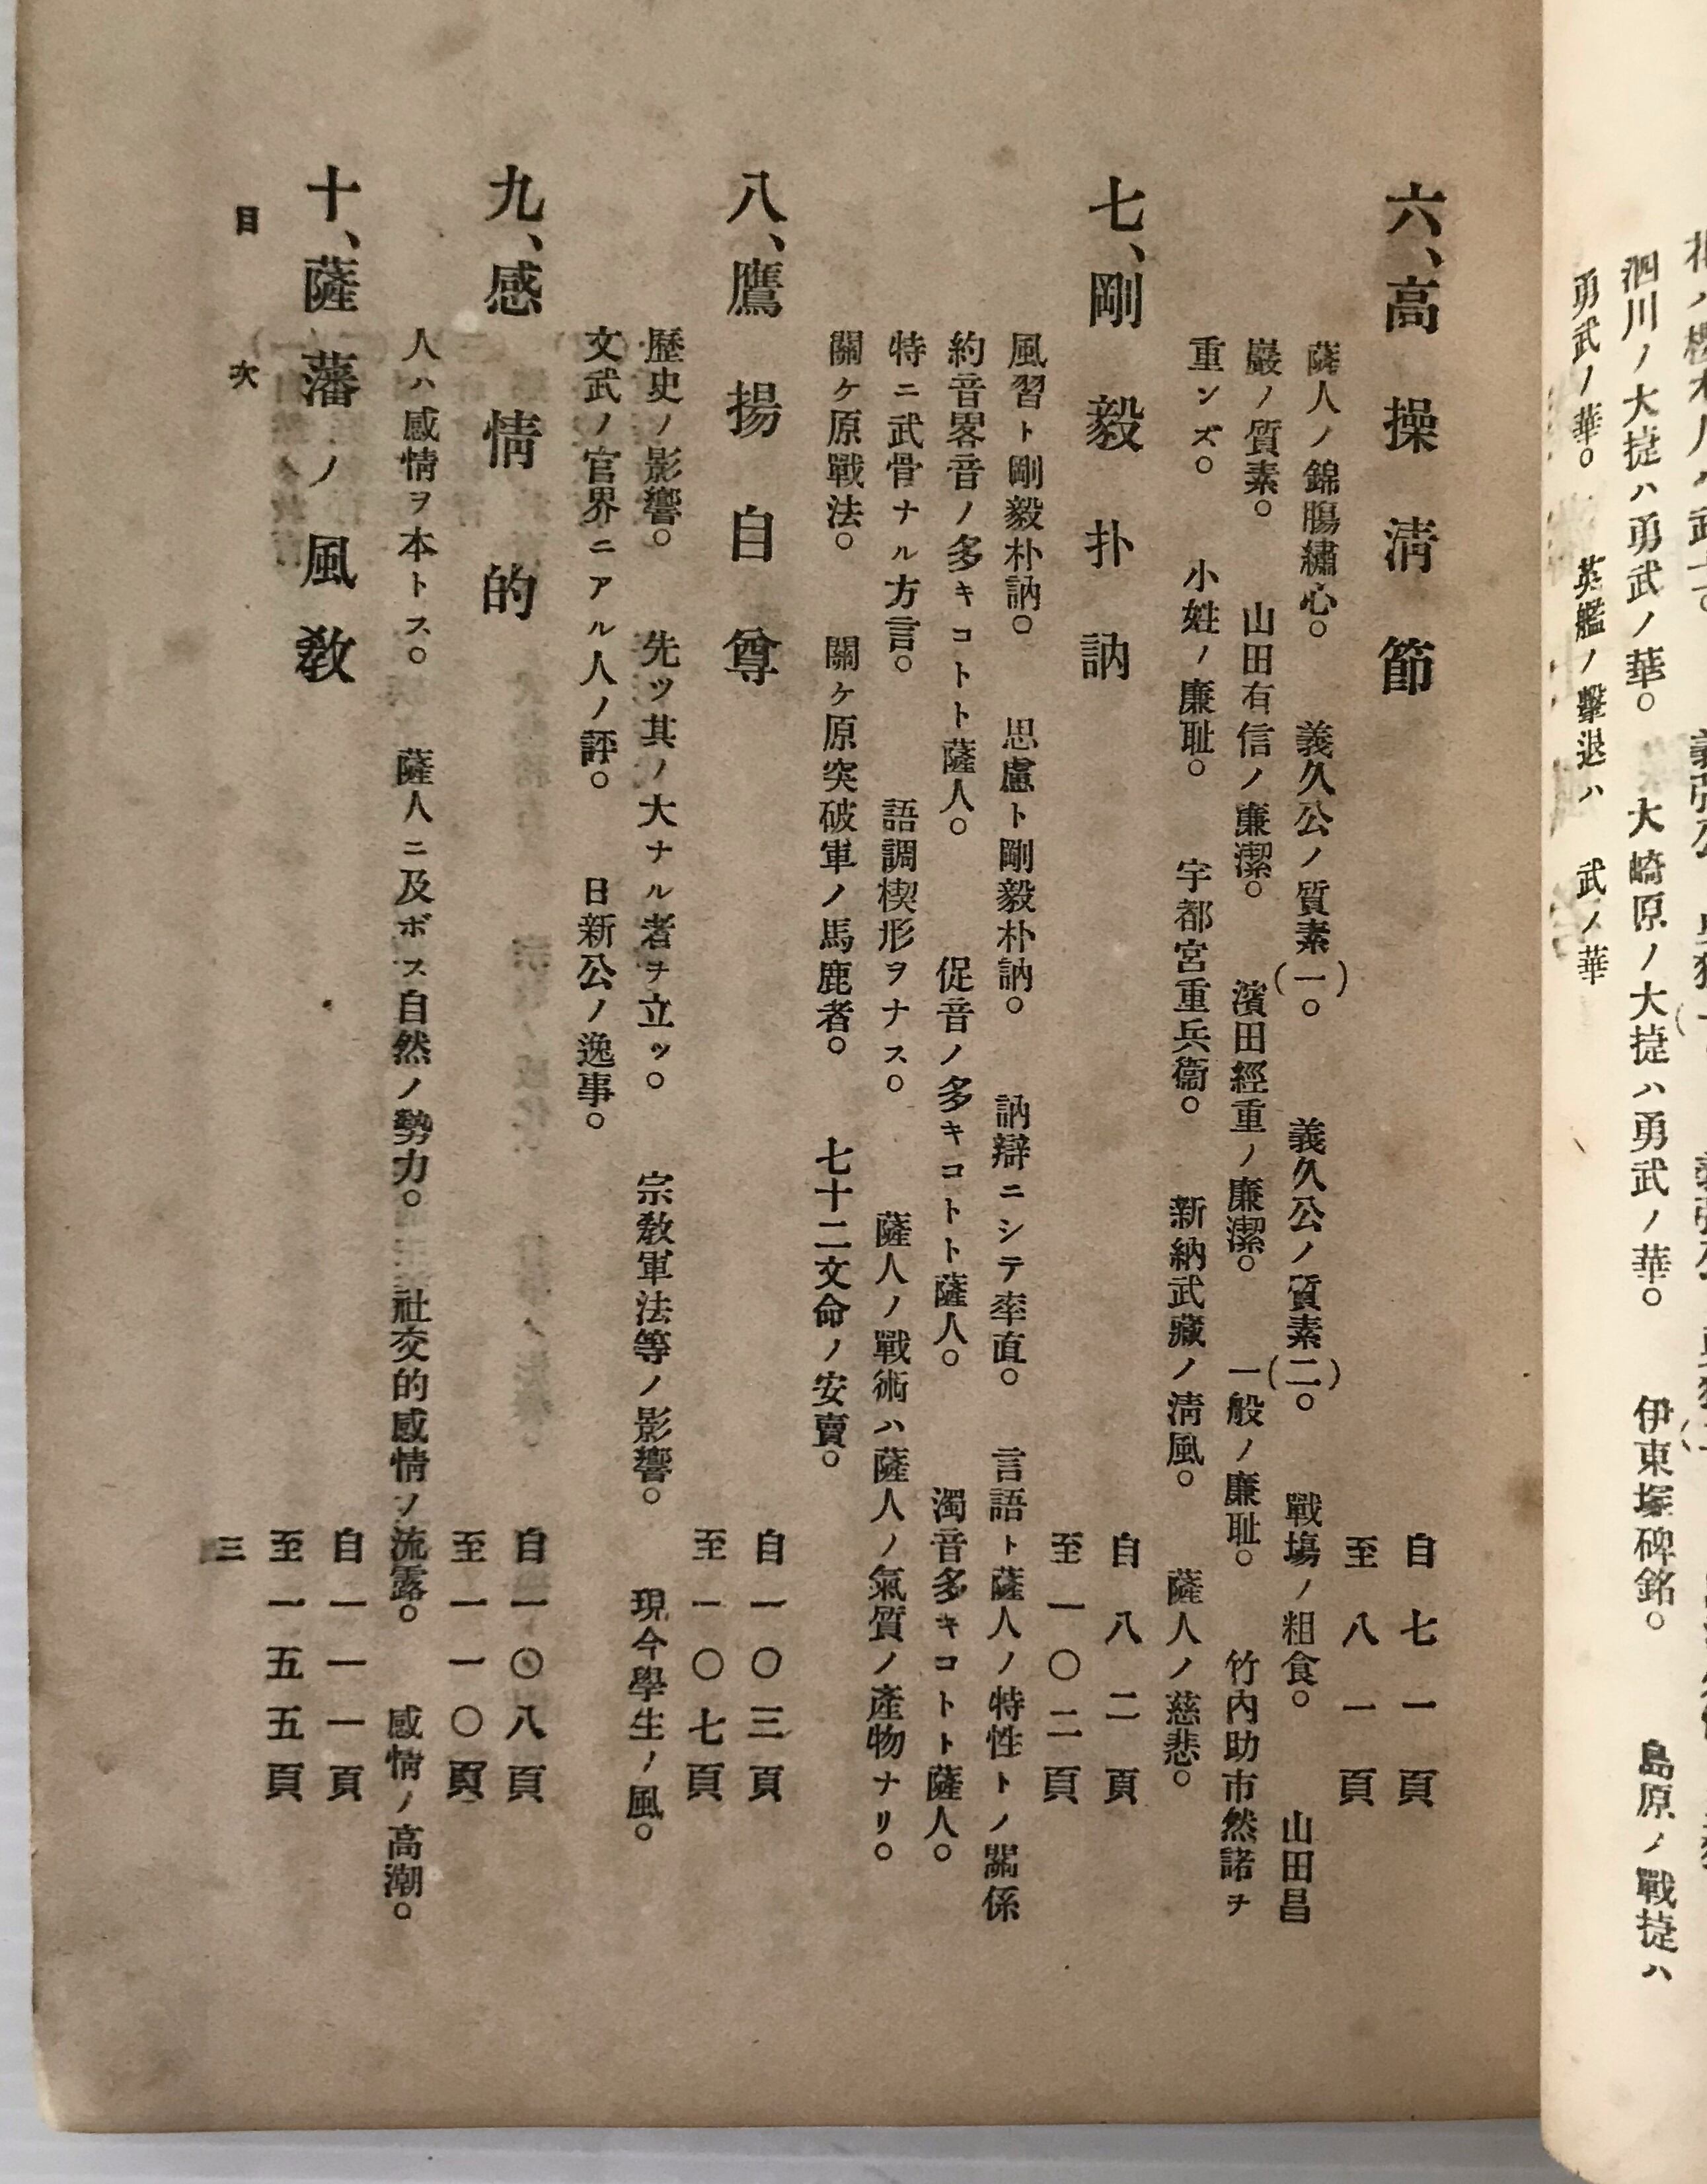 泗川ノ大捷ハ勇武ノ華。　大崎原ノ大捷ハ勇武ノ華。　伊東塚碑銘。　島原ノ戰捷ハ
勇武ノ華。　英艦ノ擊退ハ　武ノ華
六、高操淸節
自七一頁
至八一頁
薩人ノ錦膓繡心。　義久公ノ質素(一)。　義久公ノ質素(二)。　戰塲ノ粗食。　山田昌
巖ノ質素。　山田有信ノ廉潔。　濱田經重ノ廉潔。　一般ノ廉耻。　竹内助市然諾ヲ
重ンズ。　小姓ノ廉耻。　宇都宮重兵衞。　新納武藏ノ淸風。　薩人ノ慈悲。
七、剛毅朴訥
自八二頁
至一〇二頁
風習ト剛毅朴訥。　思慮ト剛毅朴訥。　訥辯ニシテ率直。　言語ト薩人ノ特性トノ關係
約音畧音ノ多キコトト薩人。　促音ノ多キコトト薩人。　濁音多キコトト薩人。
特ニ武骨ナル方言。　語調楔形ヲナス。　薩人ノ戰術ハ薩人ノ氣質ノ產物ナリ。
關ケ原戰法。　關ケ原突破軍ノ馬鹿者。　七十二文命ノ安賣。
八、鷹揚自尊
自一〇三頁
至一〇七頁
歷史ノ影響。　先ツ其ノ大ナル者ヲ立ツ。　宗敎軍法等ノ影響。　現今學生ノ風。
文武ノ官界ニアル人ノ評。　日新公ノ逸事。
九、感情的
自一〇八頁
至一一〇頁
人ハ感情ヲ本トス。　薩人ニ及ボス自然ノ勢力。　社交的感情ノ流露。　感情ノ高潮。
十、薩藩ノ風敎
自一一一頁
至一五五頁
目次
三